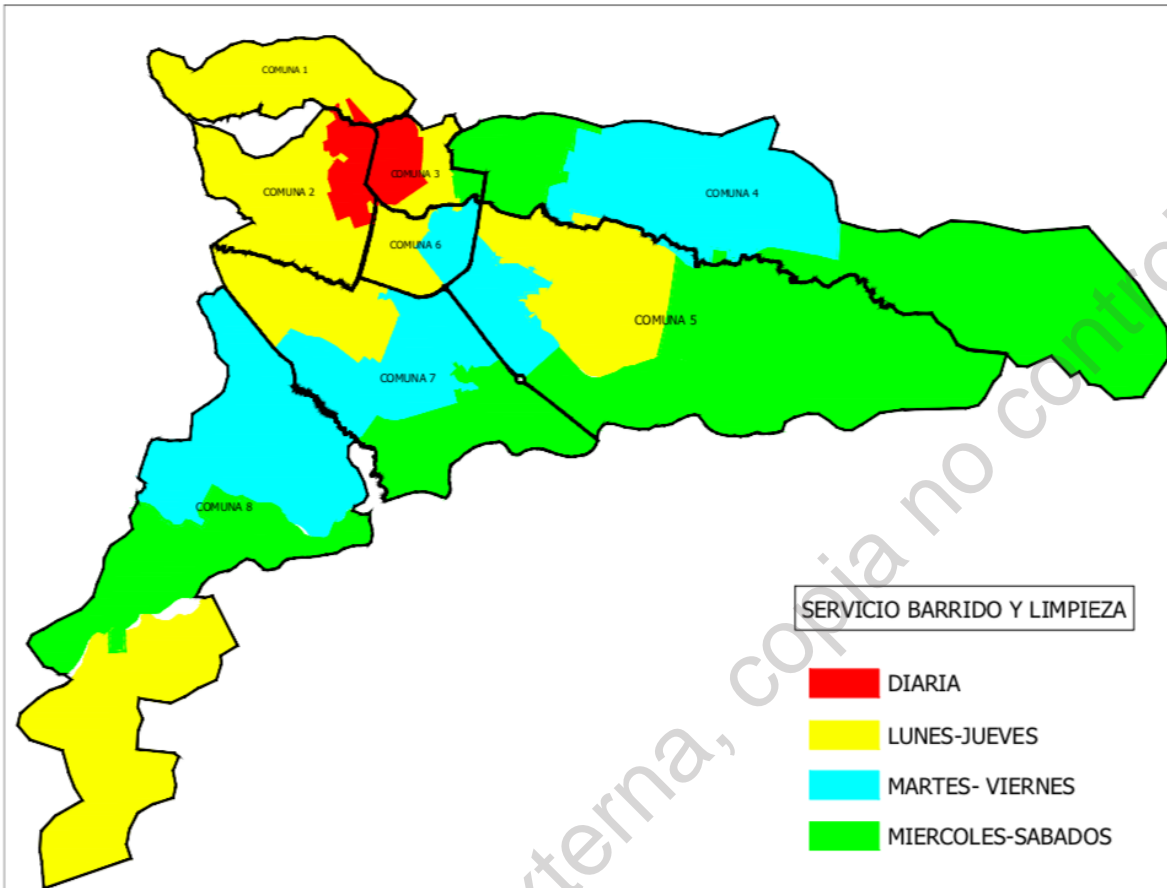 COMUNA 1
COMUNA 2
COMUNA 3
COMUNA 4
COMUNA 6
COMUNA 5
COMUNA 7
COMUNA 8
SERVICIO BARRIDO Y LIMPIEZA
DIARIA
LUNES-JUEVES
MARTES- VIERNES
MIERCOLES-SABADOS
xterna, copia no contro